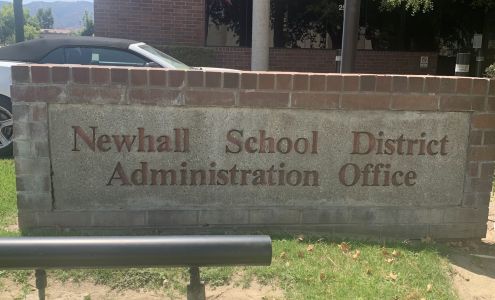 Newhall School District
Administration Office